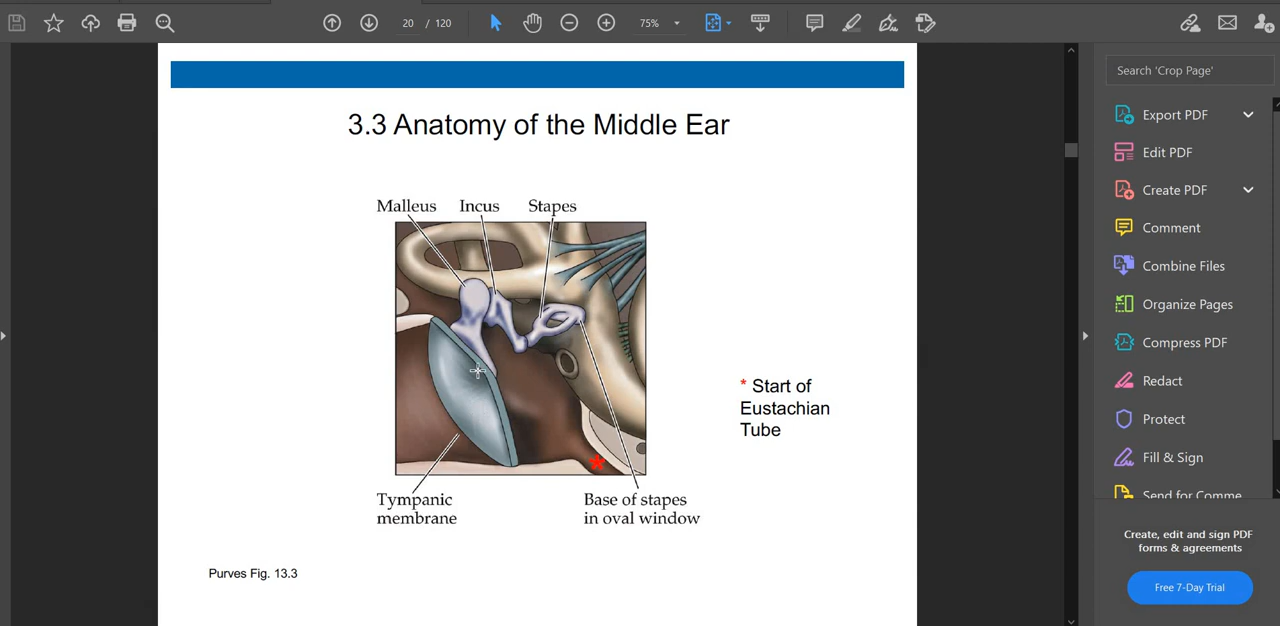 20 / 120
75%
Search 'Crop Page'
3.3 Anatomy of the Middle Ear
Malleus Incus Stapes
* Start of
Eustachian
Tube
*
Tympanic
membrane
Base of stapes
in oval window
Purves Fig. 13.3
Export PDF
Edit PDF
Create PDF
Comment
Combine Files
Organize Pages
Compress PDF
Redact
Protect
Fill & Sign
Send for Comme
Create, edit and sign PDF
forms & agreements
Free 7-Day Trial